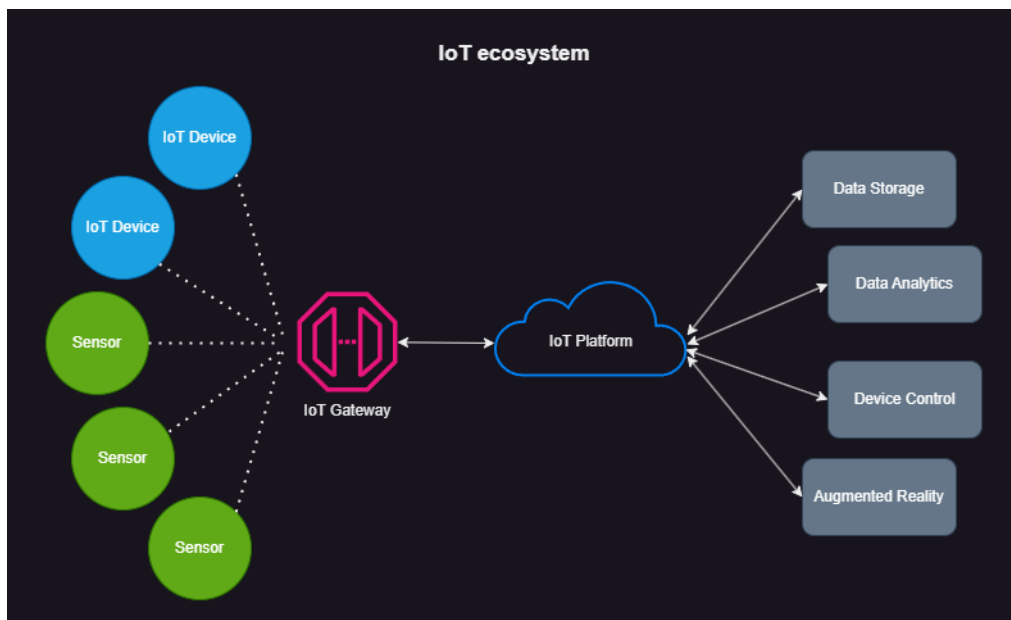 IoT ecosystem
IoT Device
IoT Device
Sensor
Sensor
Sensor
IoT Gateway
IoT Platform
Data Storage
Data Analytics
Device Control
Augmented Reality